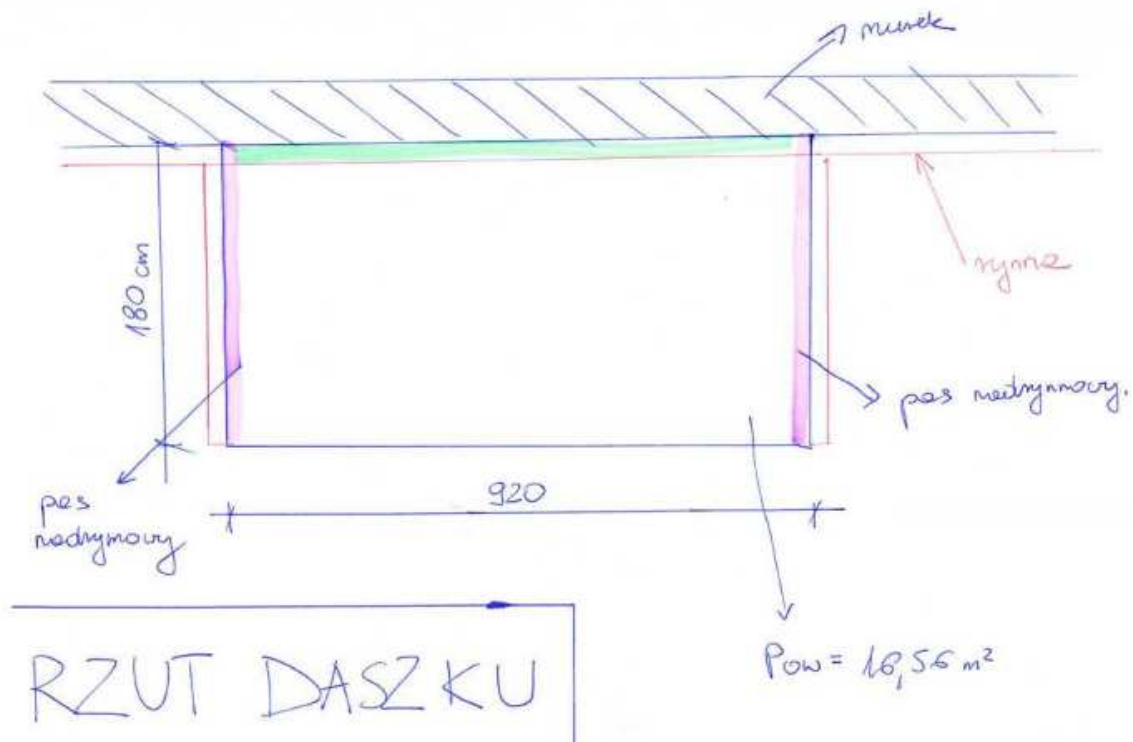 murek
180 cm
rynna
pas nadrynnowy.
pas
nadrynnowy
920
Pow = 16,56 m²
RZUT DASZKU